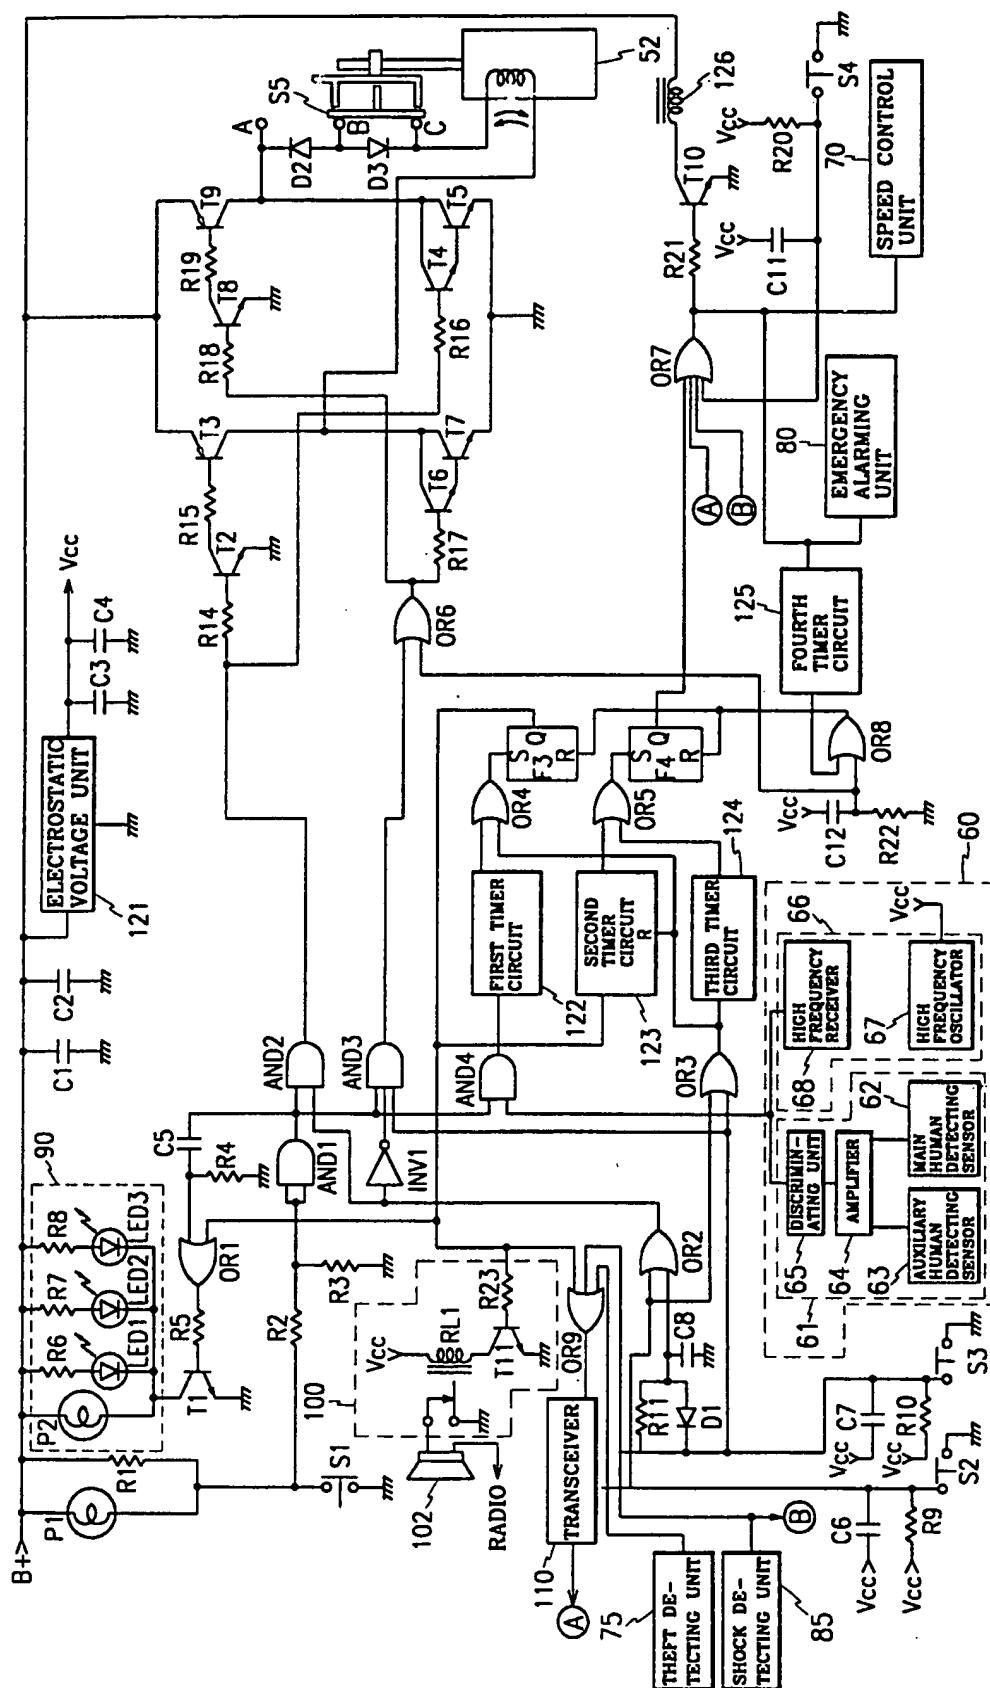 B+
P1
R1
P2
R6
LED1
R7
LED2
R8
LED3
90
T1
R5
OR1
R4
C5
C1
C2
ELECTROSTATIC
VOLTAGE UNIT
121
C3
C4
Vcc
S1
R2
R3
AND1
AND2
AND3
INV1
AND4
R14
T2
R15
T3
R18
T8
R19
T9
R16
T4
T5
R17
T6
T7
OR6
A
B
C
D2
D3
S5
52
100
Vcc
RL1
T11
R23
102
RADIO
110
TRANSCEIVER
OR9
A
75
THEFT DE-
TECTING UNIT
85
SHOCK DE-
TECTING UNIT
B
R11
D1
C8
OR2
OR3
Vcc
C6
Vcc
R9
S2
Vcc
C7
Vcc
R10
S3
FIRST TIMER
CIRCUIT
122
SECOND
TIMER
CIRCUIT
R
123
THIRD TIMER
CIRCUIT
124
OR4
OR5
S
Q
F3
R
S
Q
F4
R
OR8
Vcc
C12
R22
FOURTH
TIMER
CIRCUIT
125
EMERGENCY
ALARMING
UNIT
80
SPEED CONTROL
UNIT
70
A
B
OR7
R21
T10
126
Vcc
C11
Vcc
R20
S4
60
61
DISCRIMIN-
ATING UNIT
65
AMPLIFIER
64
AUXILARY
HUMAN
DETECTING
SENSOR
63
MAIN
HUMAN
DETECTING
SENSOR
62
66
HIGH
FREQUENCY
RECEIVER
68
HIGH
FREQUENCY
OSCILLATOR
67
Vcc